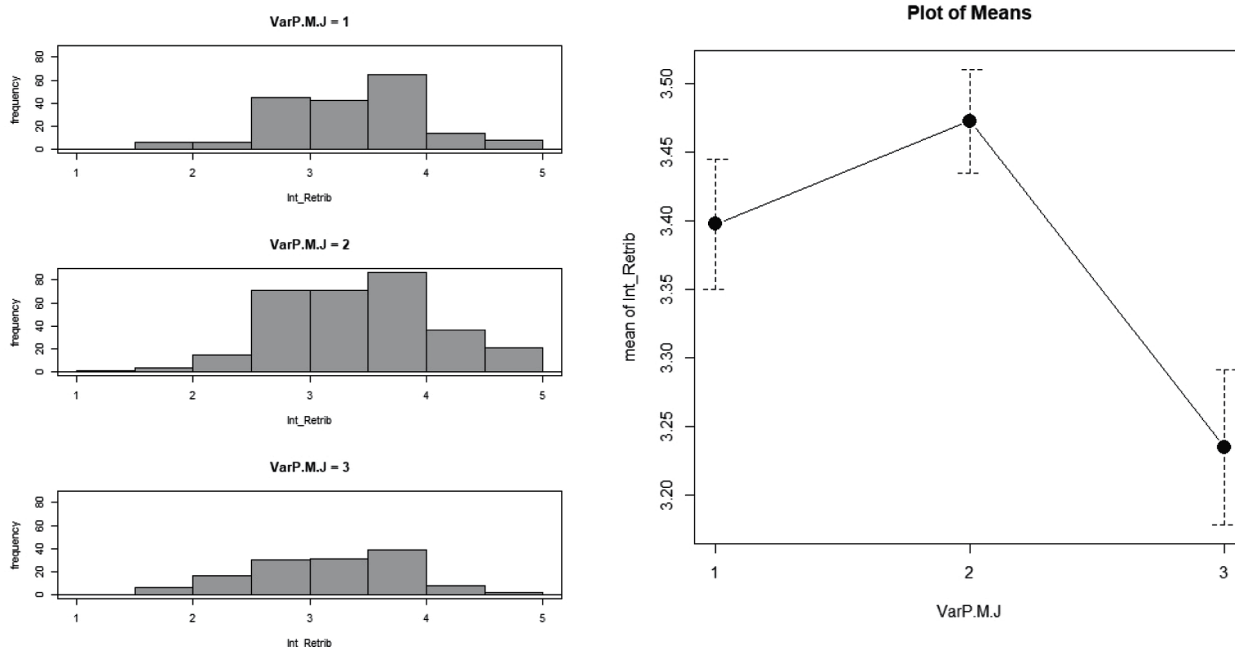 VarP.M.J = 1
frequency
80
60
40
20
0
1 2 3 4 5
Int_Retrib
VarP.M.J = 2
frequency
80
60
40
20
0
1 2 3 4 5
Int_Retrib
VarP.M.J = 3
frequency
80
60
40
20
0
1 2 3 4 5
Int_Retrib
Plot of Means
mean of Int_Retrib
3.50
3.45
3.40
3.35
3.30
3.25
3.20
1 2 3
VarP.M.J